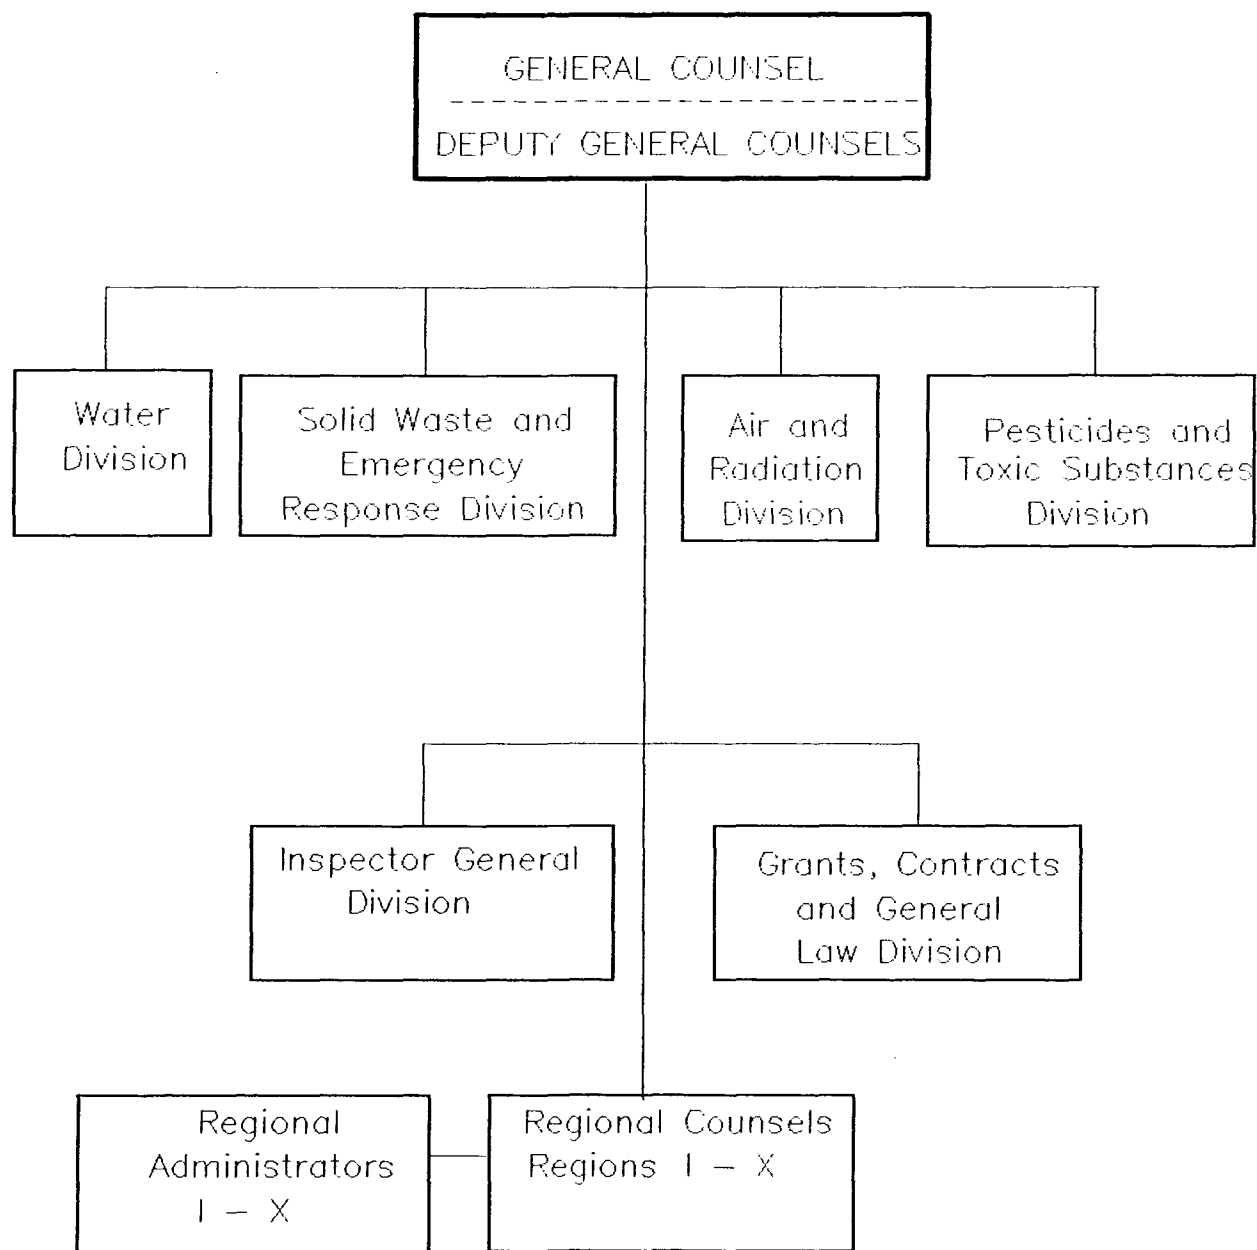 GENERAL COUNSEL
DEPUTY GENERAL COUNSELS
Water
Division
Solid Waste and
Emergency
Response Division
Air and
Radiation
Division
Pesticides and
Toxic Substances
Division
Inspector General
Division
Grants, Contracts
and General
Law Division
Regional
Administrators
I - X
Regional Counsels
Regions I - X